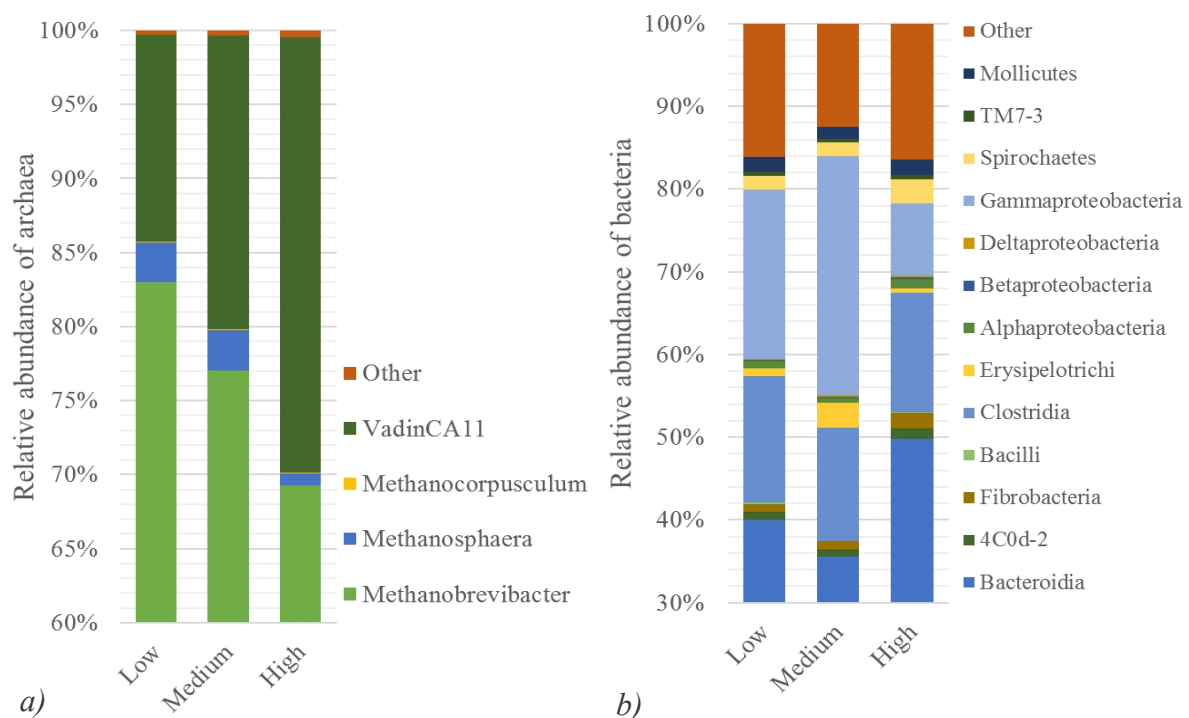 Relative abundance of archaea
100%
95%
90%
85%
80%
75%
70%
65%
60%
Low
Medium
High
Other
VadinCA11
Methanocorpusculum
Methanosphaera
Methanobrevibacter
a)
Relative abundance of bacteria
100%
90%
80%
70%
60%
50%
40%
30%
Low
Medium
High
Other
Mollicutes
TM7-3
Spirochaetes
Gammaproteobacteria
Deltaproteobacteria
Betaproteobacteria
Alphaproteobacteria
Erysipelotrichi
Clostridia
Bacilli
Fibrobacteria
4C0d-2
Bacteroidia
b)